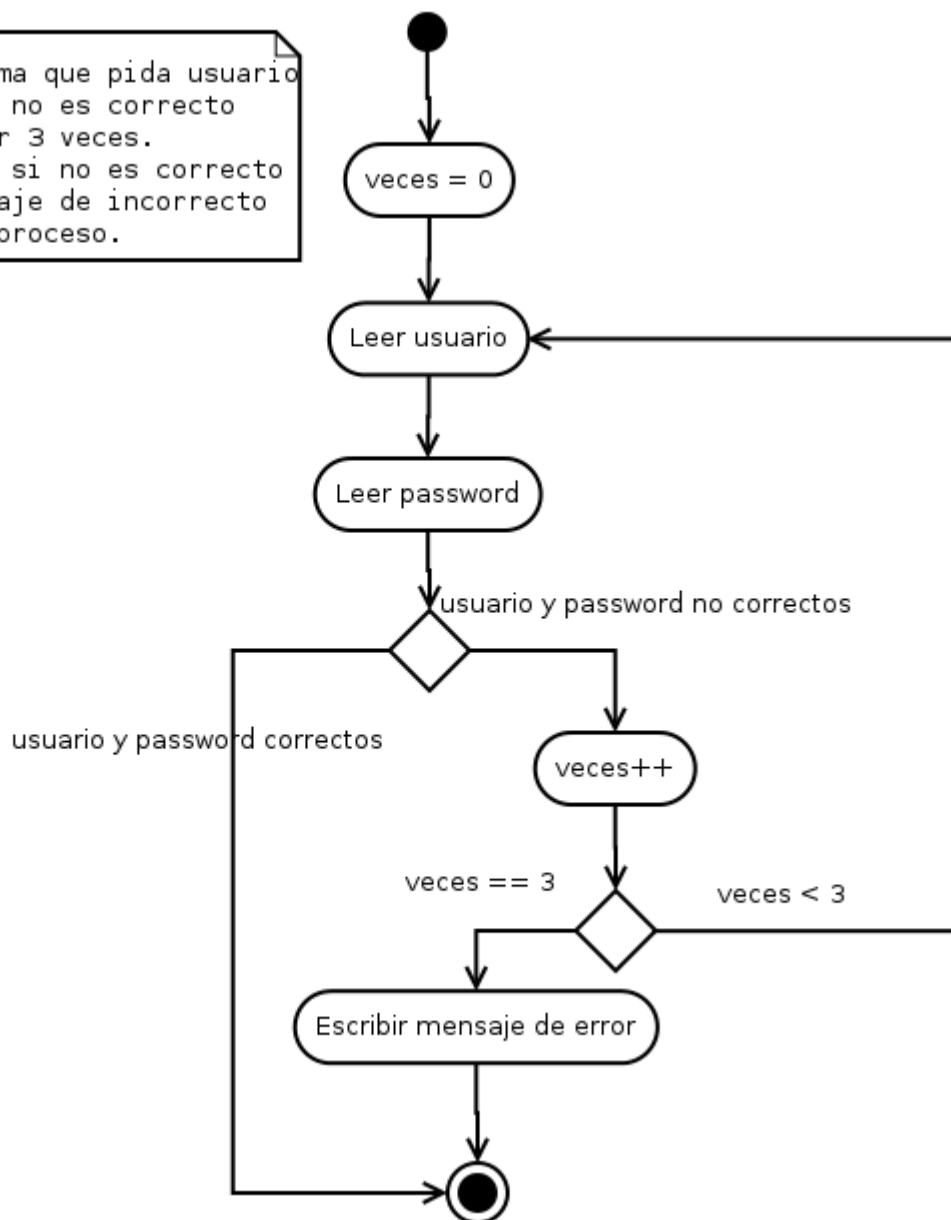 ma que pida usuario
no es correcto
r 3 veces.
si no es correcto
aje de incorrecto
proceso.
veces = 0
Leer usuario
Leer password
usuario y password no correctos
usuario y password correctos
veces++
veces == 3
veces < 3
Escribir mensaje de error